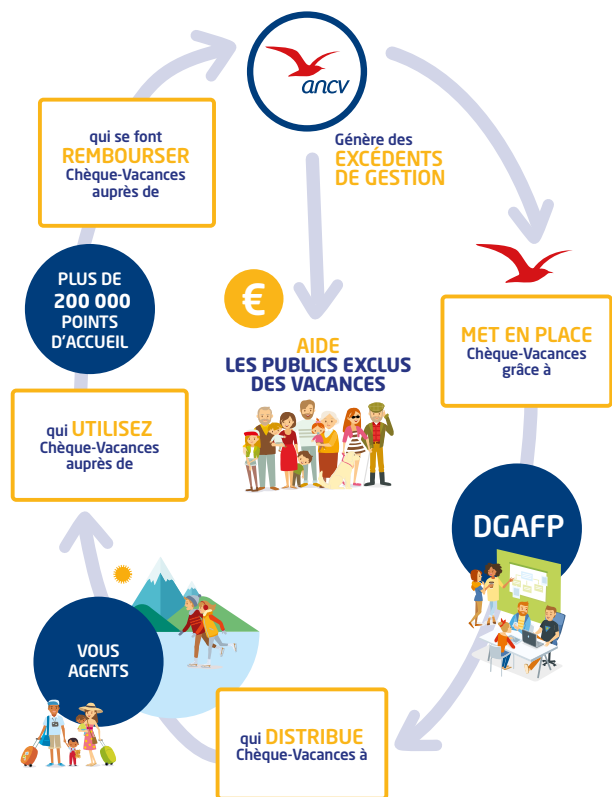 ancv
Génère des
EXCÉDENTS
DE GESTION
€
AIDE
LES PUBLICS EXCLUS
DES VACANCES
MET EN PLACE
Chèque-Vacances
grâce à
DGAFP
qui DISTRIBUE
Chèque-Vacances à
VOUS
AGENTS
qui UTILISEZ
Chèque-Vacances
auprès de
PLUS DE
200 000
POINTS
D'ACCUEIL
qui se font
REMBOURSER
Chèque-Vacances
auprès de